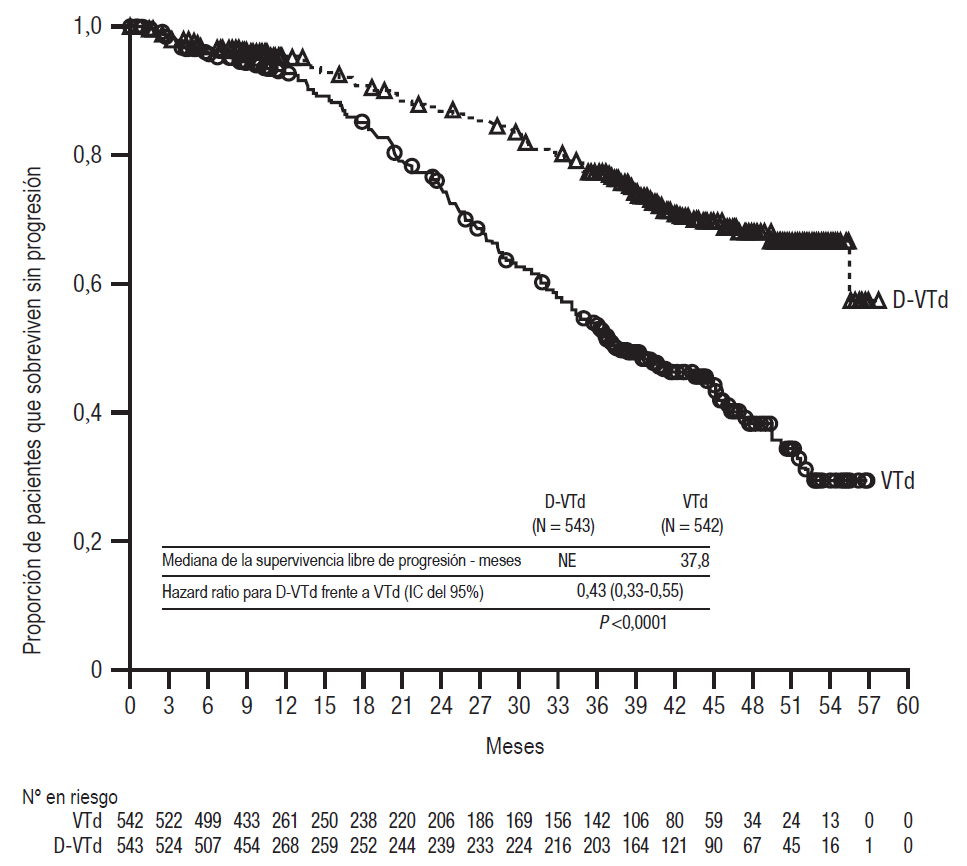 Proporción de pacientes que sobreviven sin progresión
1,0
0,8
0,6
0,4
0,2
0
D-VTd
VTd
D-VTd VTd
(N = 543) (N = 542)
Mediana de la supervivencia libre de progresión - meses NE 37,8
Hazard ratio para D-VTd frente a VTd (IC del 95%) 0,43 (0,33-0,55)
P <0,0001
0 3 6 9 12 15 18 21 24 27 30 33 36 39 42 45 48 51 54 57 60
Meses
N° en riesgo
VTd 542 522 499 433 261 250 238 220 206 186 169 156 142 106 80 59 34 24 13 0 0
D-VTd 543 524 507 454 268 259 252 244 239 233 224 216 203 164 121 90 67 45 16 1 0